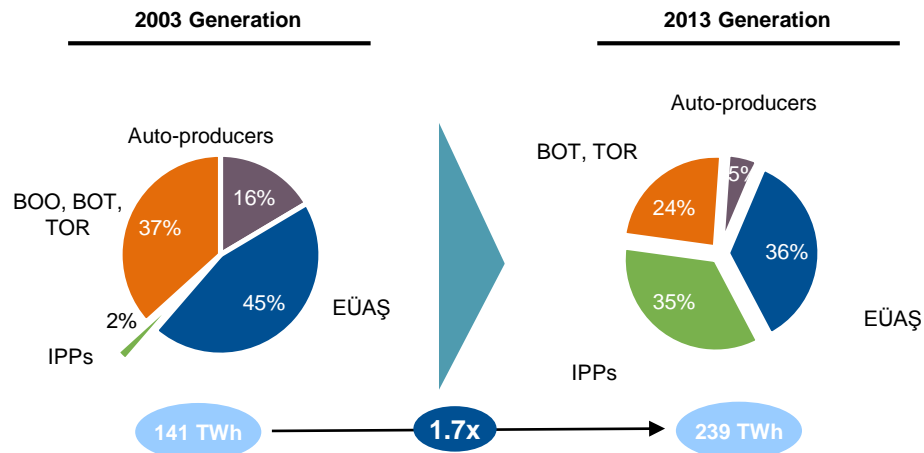 2003 Generation
2013 Generation
Auto-producers
16%
BOO, BOT,
TOR
37%
45%
EÜAŞ
2%
IPPs
141 TWh
1.7x
Auto-producers
5%
BOT, TOR
24%
36%
35%
EÜAŞ
IPPs
239 TWh